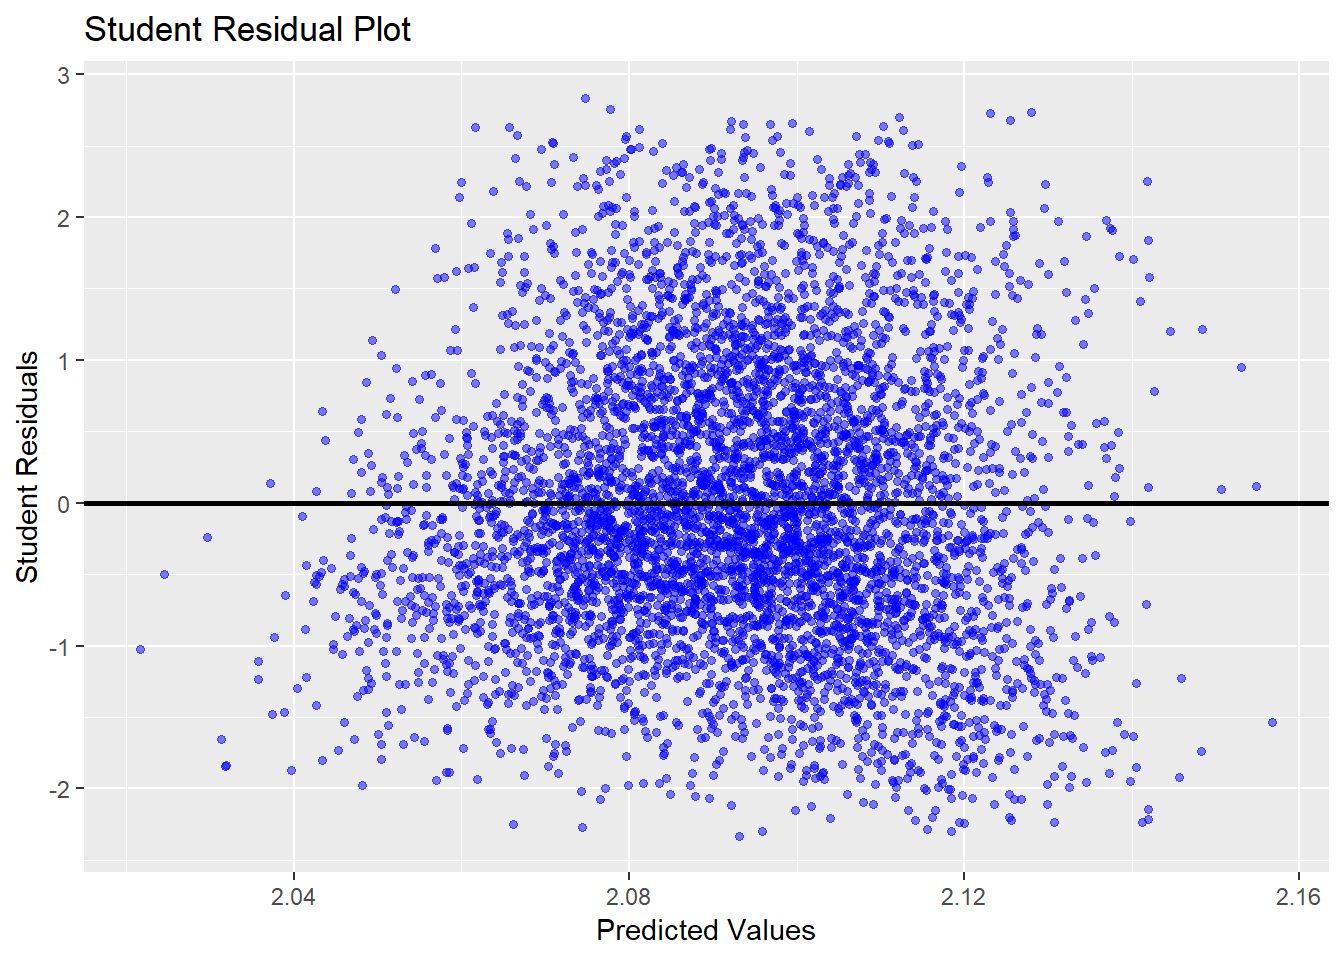 Student Residual Plot
3
2
1
0
-1
-2
Student Residuals
2.04 2.08 2.12 2.16
Predicted Values